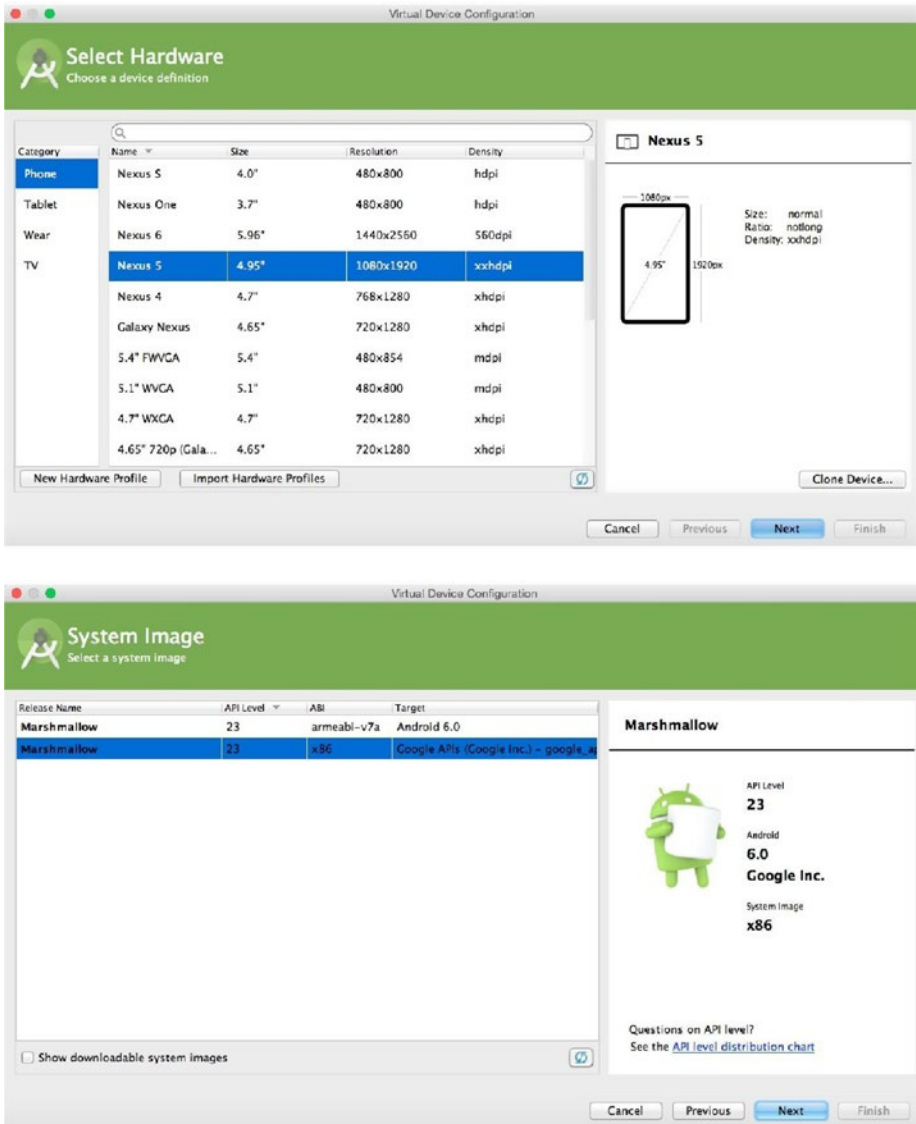 Virtual Device Configuration
Select Hardware
Choose a device definition
Category
Phone
Tablet
Wear
TV
Name Size Resolution Density
Nexus S 4.0" 480x800 hdpi
Nexus One 3.7" 480x800 hdpi
Nexus 6 5.96" 1440x2560 560dpi
Nexus 5 4.95" 1080x1920 xxhdpi
Nexus 4 4.7" 768x1280 xhdpi
Galaxy Nexus 4.65" 720x1280 xhdpi
5.4" FWVGA 5.4" 480x854 mdpi
5.1" WVGA 5.1" 480x800 mdpi
4.7" WXGA 4.7" 720x1280 xhdpi
4.65" 720p (Gala... 4.65" 720x1280 xhdpi
New Hardware Profile Import Hardware Profiles
Nexus 5
1080px
4.95" 1920px
Size: normal
Ratio: notlong
Density: xxhdpi
Clone Device...
Cancel Previous Next Finish
Virtual Device Configuration
System Image
Select a system image
Release Name API Level ABI Target
Marshmallow 23 armeabi-v7a Android 6.0
Marshmallow 23 x86 Google APIs (Google Inc.) - google_ap
Show downloadable system images
Marshmallow
API Level
23
Android
6.0
Google Inc.
System Image
x86
Questions on API level?
See the API level distribution chart
Cancel Previous Next Finish